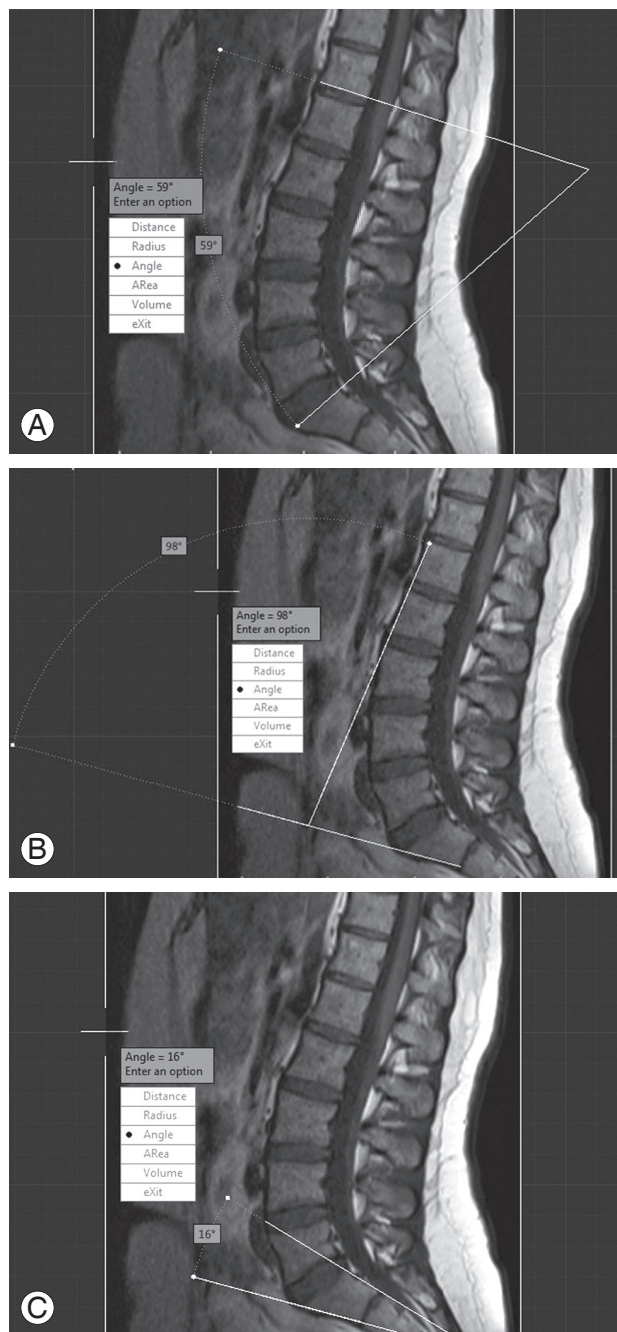 Angle = 59°
Enter an option
Distance
Radius
Angle
ARea
Volume
eXit
59°
A
98°
Angle = 98°
Enter an option
Distance
Radius
Angle
ARea
Volume
eXit
B
Angle = 16°
Enter an option
Distance
Radius
Angle
ARea
Volume
eXit
16°
C